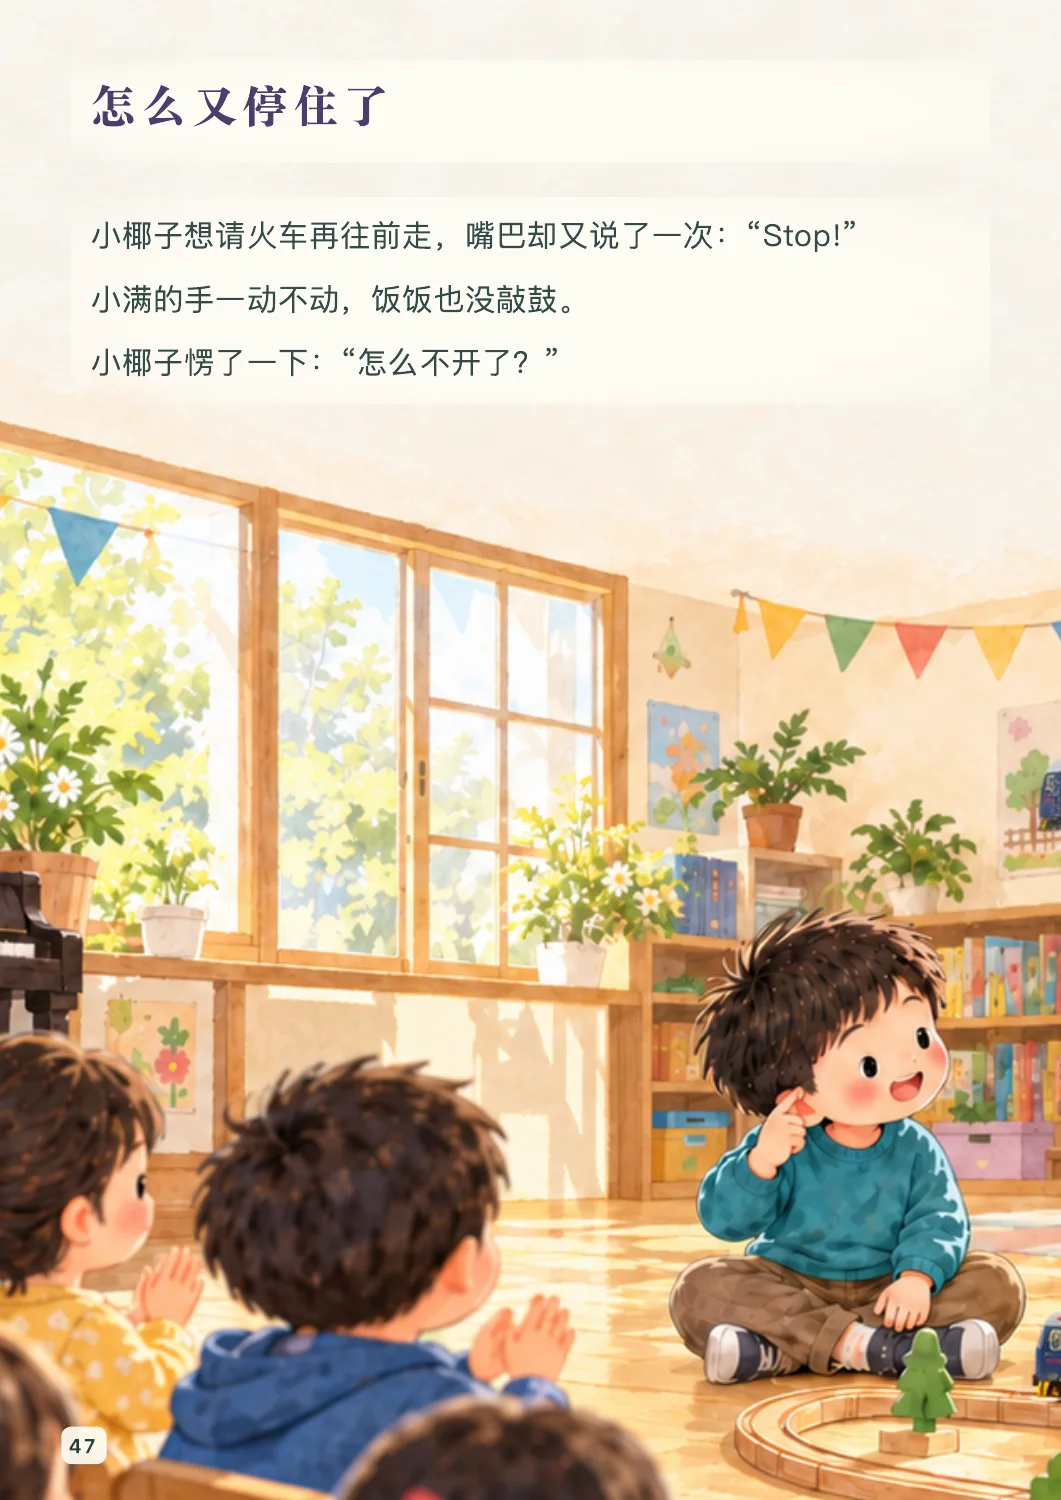 怎么又停住了
小椰子想请火车再往前走，嘴巴却又说了一次：“Stop!”
小满的手一动不动，饭饭也没敲鼓。
小椰子愣了一下：“怎么不开了？”
47